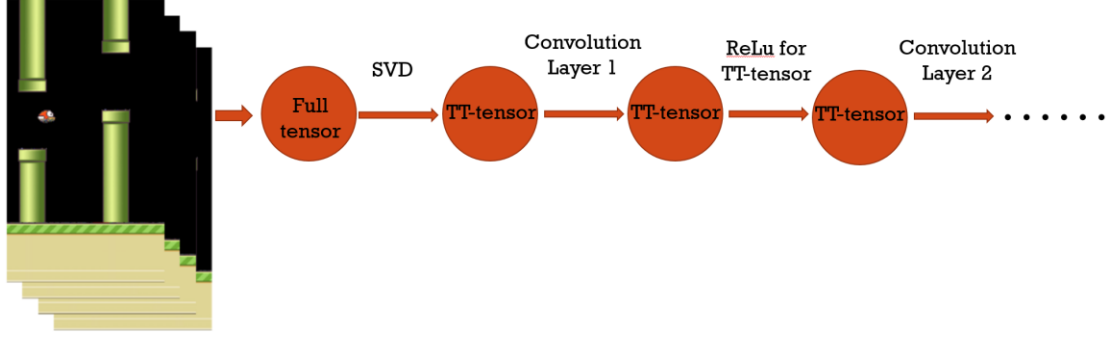 Full
tensor
SVD
TT-tensor
Convolution
Layer 1
TT-tensor
ReLu for
TT-tensor
TT-tensor
Convolution
Layer 2
......